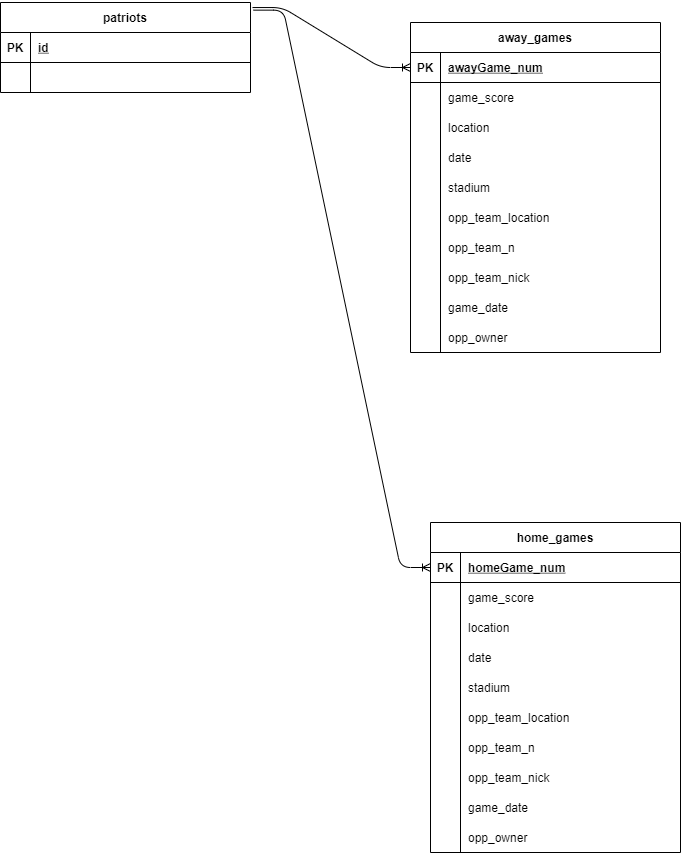 patriots
PK id
away_games
PK awayGame_num
game_score
location
date
stadium
opp_team_location
opp_team_n
opp_team_nick
game_date
opp_owner
home_games
PK homeGame_num
game_score
location
date
stadium
opp_team_location
opp_team_n
opp_team_nick
game_date
opp_owner